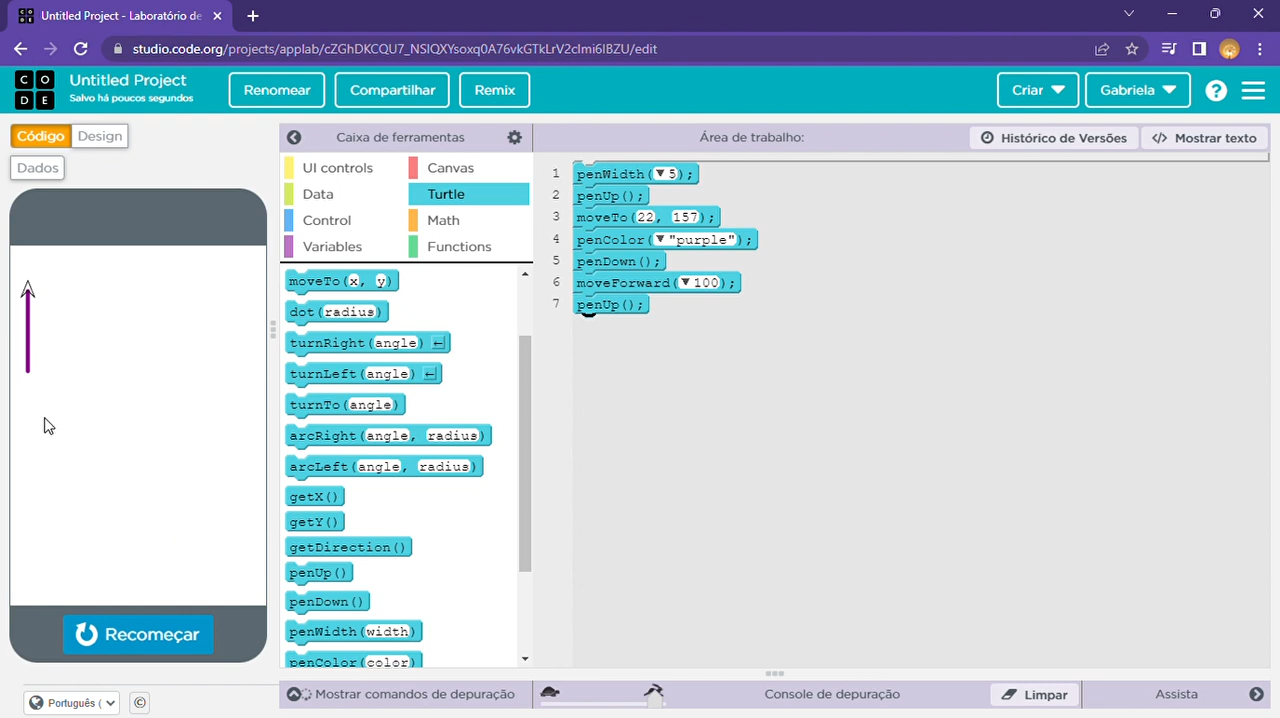 Untitled Project - Laboratório de
studio.code.org/projects/applab/cZGhDKCQU7_NSIQXYsoxq0A76vkGTkLrV2cImi6IBZU/edit
C O D E
Untitled Project
Salvo há poucos segundos
Renomear
Compartilhar
Remix
Criar
Gabriela
?
Código
Design
Dados
Caixa de ferramentas
Área de trabalho:
Histórico de Versões
</> Mostrar texto
UI controls
Canvas
Data
Turtle
Control
Math
Variables
Functions
moveTo(x, y)
dot(radius)
turnRight(angle)
turnLeft(angle)
turnTo(angle)
arcRight(angle, radius)
arcLeft(angle, radius)
getX()
getY()
getDirection()
penUp()
penDown()
penWidth(width)
penColor(color)
1 penWidth(▼5);
2 penUp();
3 moveTo(22, 157);
4 penColor(▼"purple");
5 penDown();
6 moveForward(▼100);
7 penUp();
Recomeçar
Português (
©
Mostrar comandos de depuração
Console de depuração
Limpar
Assista